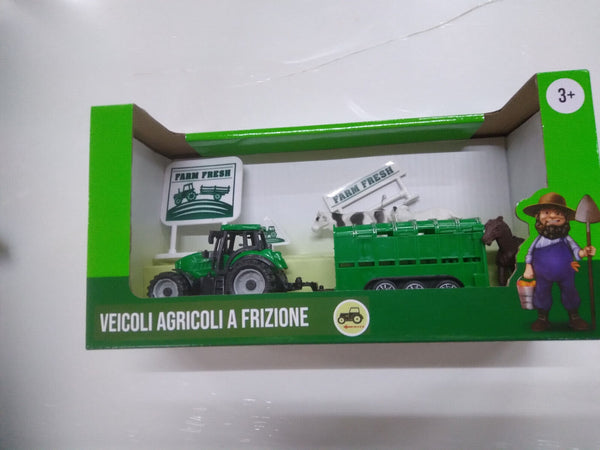 3+
FARM FRESH
FARM FRESH
VEICOLI AGRICOLI A FRIZIONE